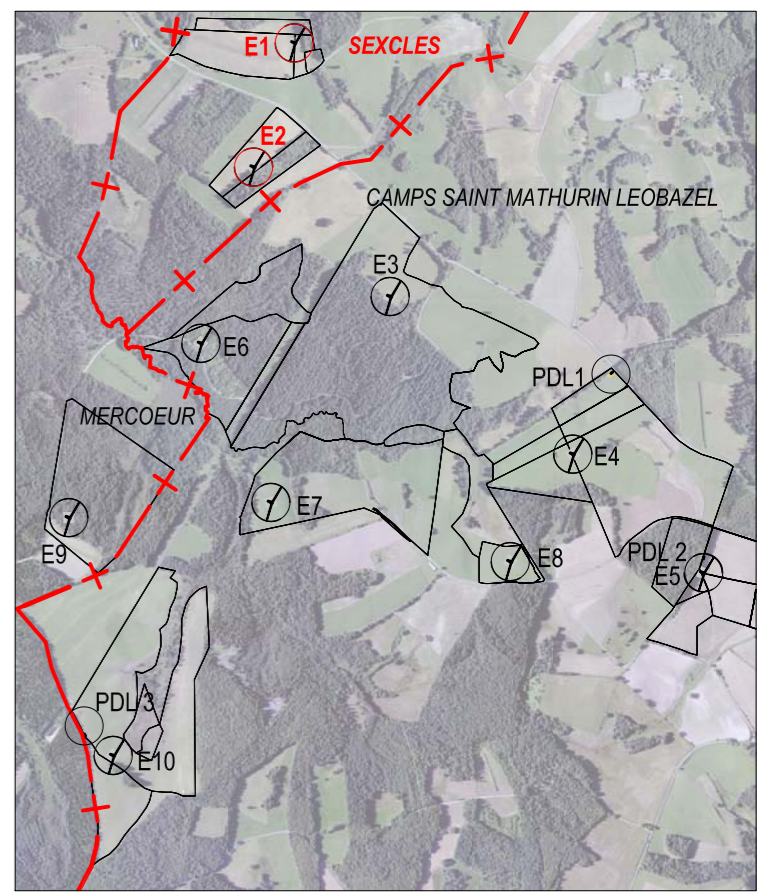 E1
SEXCLES
E2
CAMPS SAINT MATHURIN LEOBAZEL
E3
E6
PDL1
MERCOEUR
E4
E7
E9
E8
PDL 2
E5
PDL 3
E10